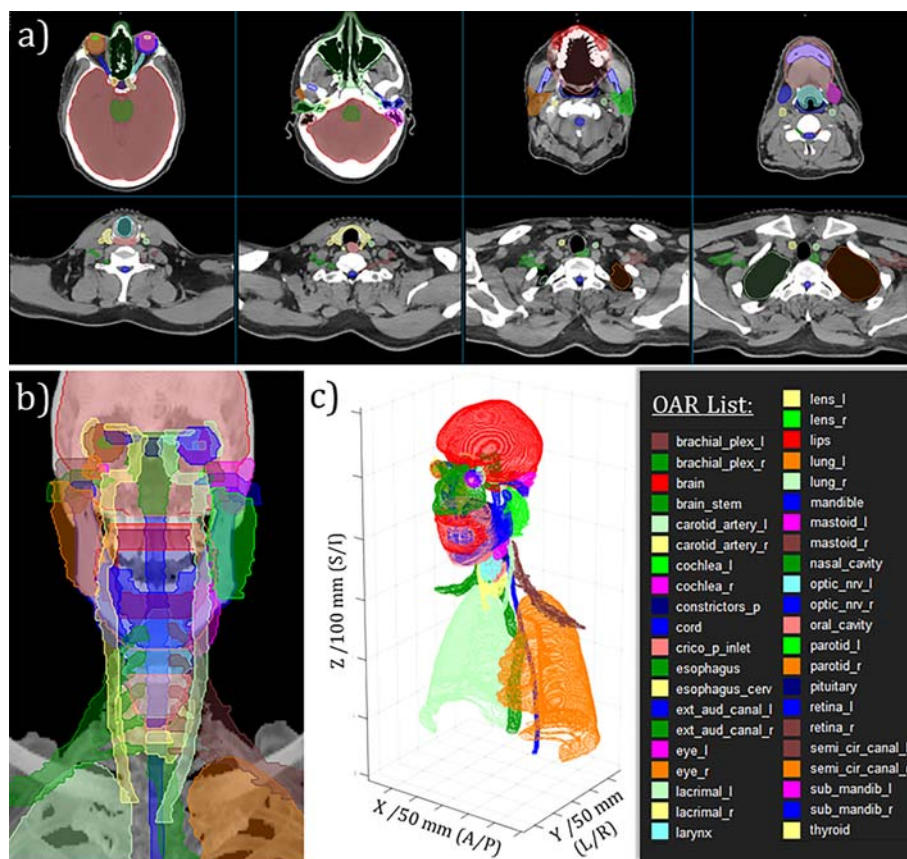 a)
b)
c)
Z /100 mm (S/I)
X /50 mm (A/P)
Y /50 mm
(L/R)
OAR List:
brachial_plex_l
brachial_plex_r
brain
brain_stem
carotid_artery_l
carotid_artery_r
cochlea_l
cochlea_r
constrictors_p
cord
crico_p_inlet
esophagus
esophagus_cerv
ext_aud_canal_l
ext_aud_canal_r
eye_l
eye_r
lacrimal_l
lacrimal_r
larynx
lens_l
lens_r
lips
lung_l
lung_r
mandible
mastoid_l
mastoid_r
nasal_cavity
optic_nrv_l
optic_nrv_r
oral_cavity
parotid_l
parotid_r
pituitary
retina_l
retina_r
semi_cir_canal_
semi_cir_canal_r
sub_mandib_l
sub_mandib_r
thyroid